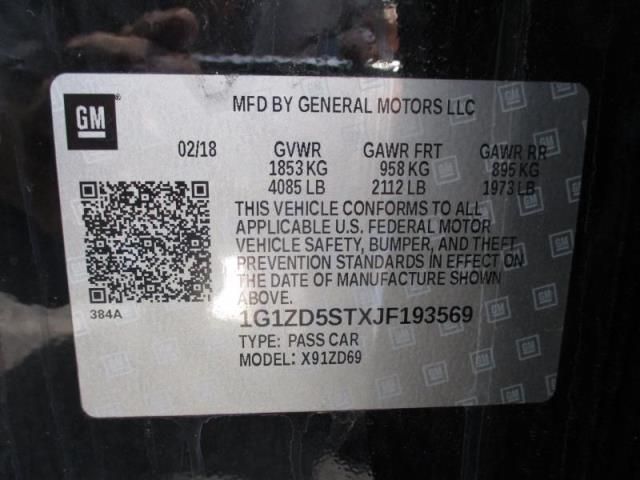 GM
MFD BY GENERAL MOTORS LLC
02/18 GVWR GAWR FRT GAWR RR
1853 KG 958 KG 895 KG
4085 LB 2112 LB 1973 LB
THIS VEHICLE CONFORMS TO ALL
APPLICABLE U.S. FEDERAL MOTOR
VEHICLE SAFETY, BUMPER, AND THEFT
PREVENTION STANDARDS IN EFFECT ON
THE DATE OF MANUFACTURE SHOWN
ABOVE.
384A
1G1ZD5STXJF193569
TYPE: PASS CAR
MODEL: X91ZD69